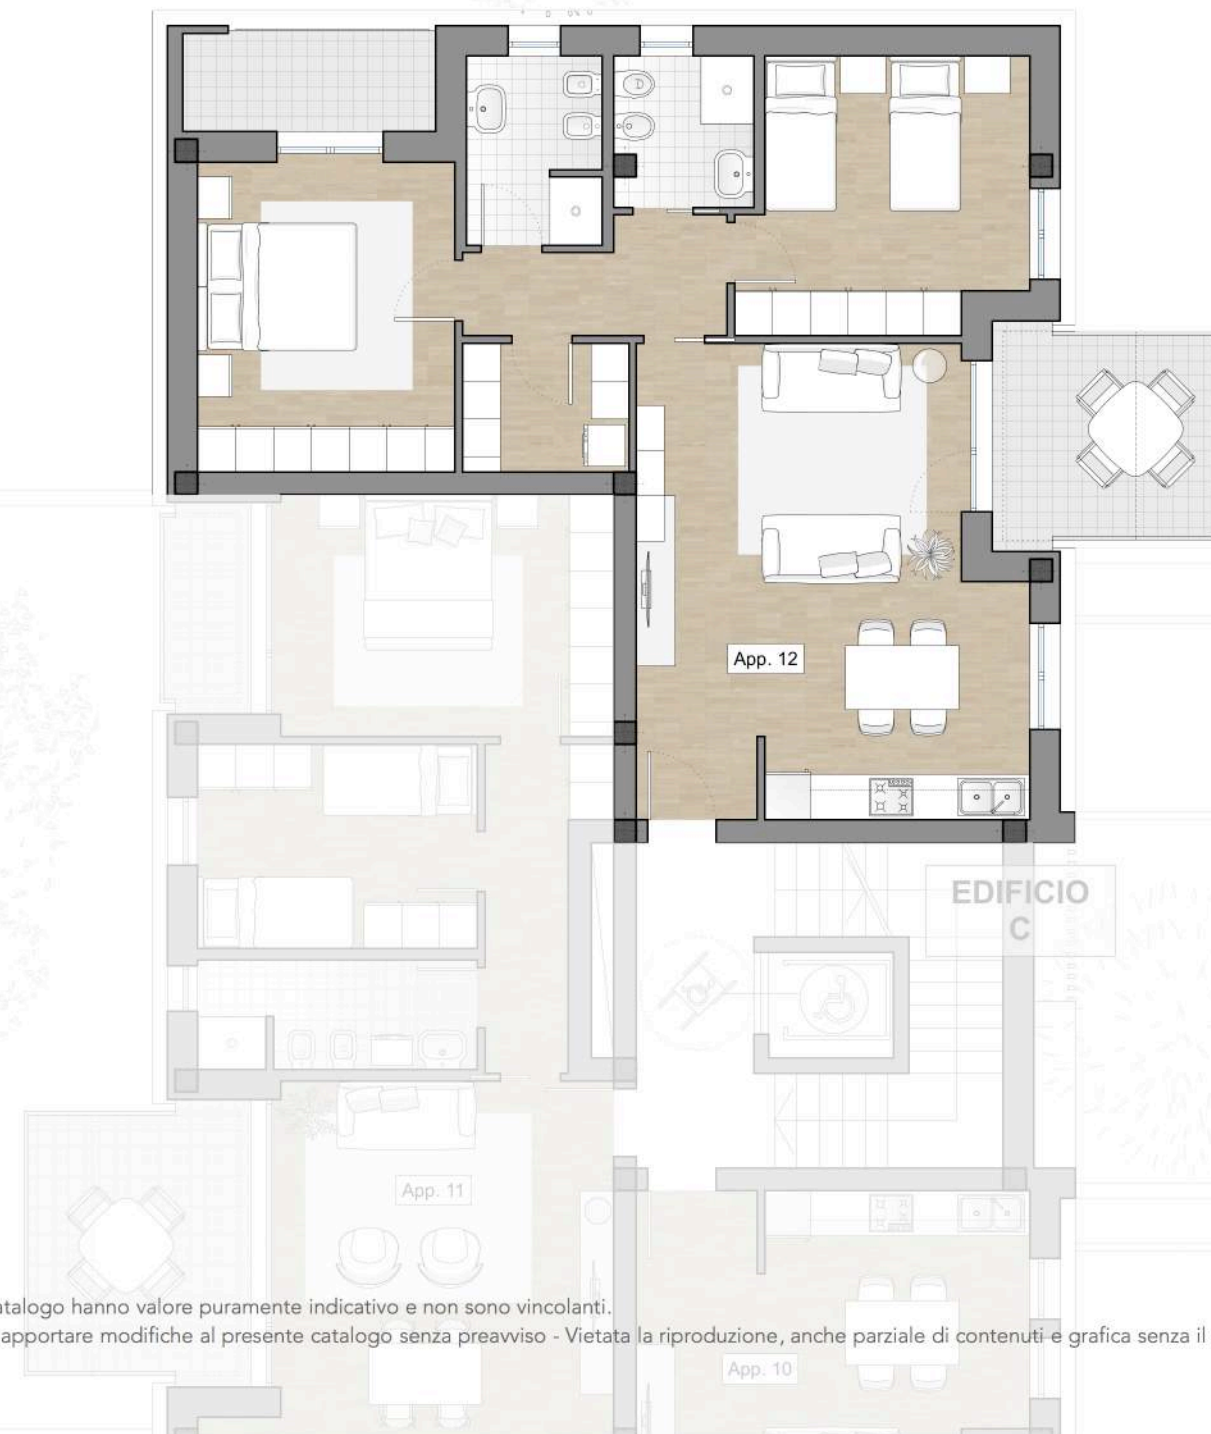 App. 12
EDIFICIO
C
App. 11
atalogo hanno valore puramente indicativo e non sono vincolanti.
apportare modifiche al presente catalogo senza preavviso - Vietata la riproduzione, anche parziale di contenuti e grafica senza il
App. 10